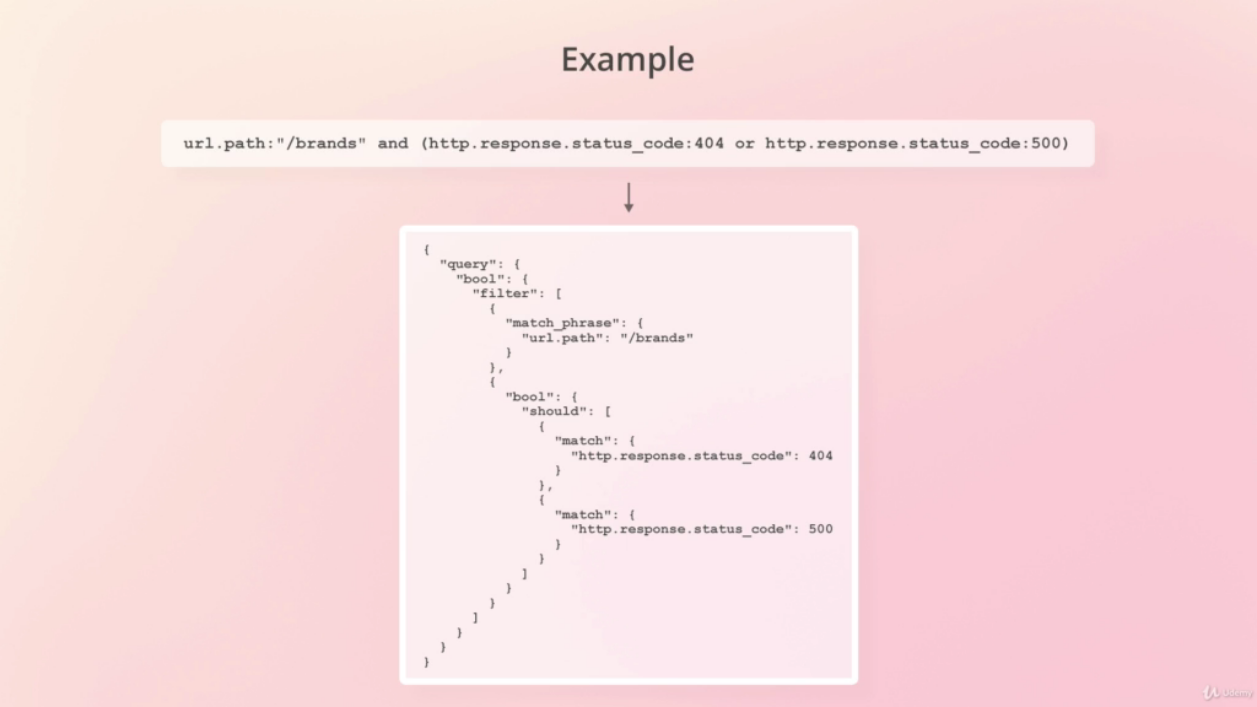 Example
url.path:"/brands" and (http.response.status_code:404 or http.response.status_code:500)
{
"query": {
"bool": {
"filter": [
{
"match_phrase": {
"url.path": "/brands"
}
},
{
"bool": {
"should": [
{
"match": {
"http.response.status_code": 404
}
},
{
"match": {
"http.response.status_code": 500
}
}
]
}
}
]
}
}
}
Udemy